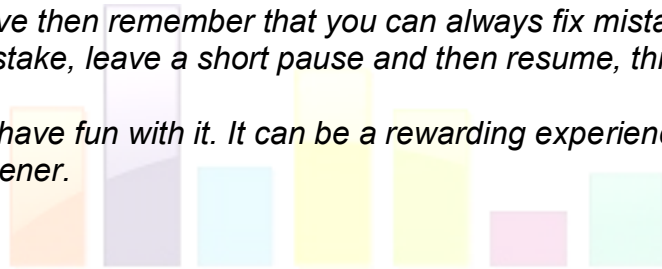 ve then remember that you can always fix mista
stake, leave a short pause and then resume, thi
have fun with it. It can be a rewarding experienc
ener.